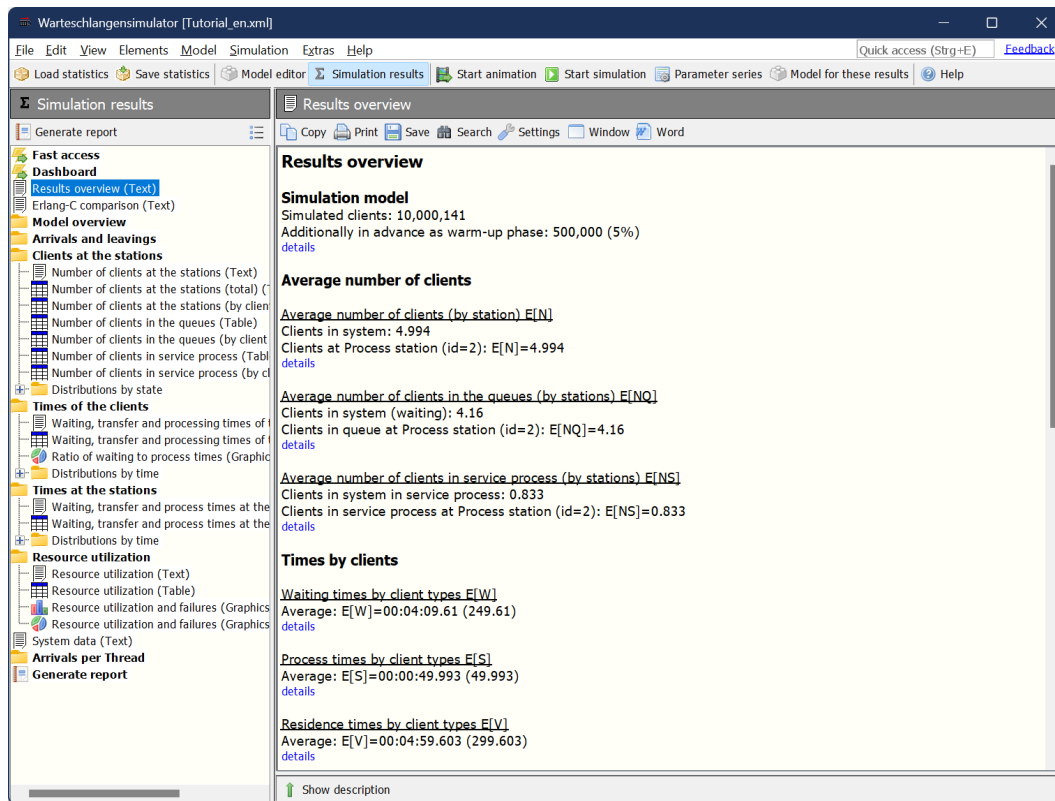 Warteschlangensimulator [Tutorial_en.xml]
File Edit View Elements Model Simulation Extras Help
Quick access (Strg+E) Feedback
Load statistics Save statistics Model editor Σ Simulation results Start animation Start simulation Parameter series Model for these results Help
Σ Simulation results
Generate report
Fast access
Dashboard
Results overview (Text)
Erlang-C comparison (Text)
Model overview
Arrivals and leavings
Clients at the stations
Number of clients at the stations (Text)
Number of clients at the stations (total) (
Number of clients at the stations (by clien
Number of clients in the queues (Table)
Number of clients in the queues (by client
Number of clients in service process (Tabl
Number of clients in service process (by cl
Distributions by state
Times of the clients
Waiting, transfer and processing times of
Waiting, transfer and processing times of
Ratio of waiting to process times (Graphic
Distributions by time
Times at the stations
Waiting, transfer and process times at the
Waiting, transfer and process times at the
Distributions by time
Resource utilization
Resource utilization (Text)
Resource utilization (Table)
Resource utilization and failures (Graphics
Resource utilization and failures (Graphics
System data (Text)
Arrivals per Thread
Generate report
Results overview
Copy Print Save Search Settings Window Word
Results overview
Simulation model
Simulated clients: 10,000,141
Additionally in advance as warm-up phase: 500,000 (5%)
details
Average number of clients
Average number of clients (by station) E[N]
Clients in system: 4.994
Clients at Process station (id=2): E[N]=4.994
details
Average number of clients in the queues (by stations) E[NQ]
Clients in system (waiting): 4.16
Clients in queue at Process station (id=2): E[NQ]=4.16
details
Average number of clients in service process (by stations) E[NS]
Clients in system in service process: 0.833
Clients in service process at Process station (id=2): E[NS]=0.833
details
Times by clients
Waiting times by client types E[W]
Average: E[W]=00:04:09.61 (249.61)
details
Process times by client types E[S]
Average: E[S]=00:00:49.993 (49.993)
details
Residence times by client types E[V]
Average: E[V]=00:04:59.603 (299.603)
details
Show description